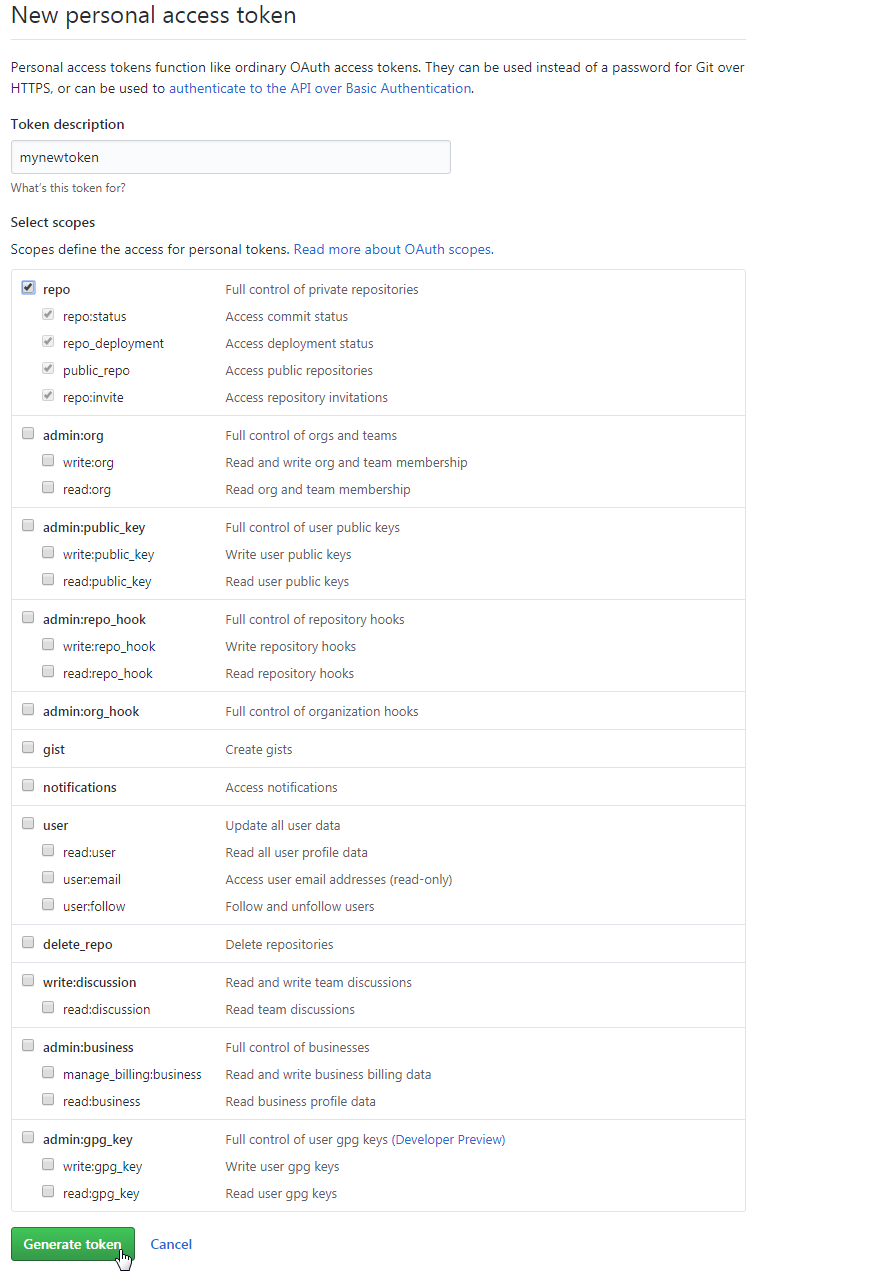 New personal access token
Personal access tokens function like ordinary OAuth access tokens. They can be used instead of a password for Git over
HTTPS, or can be used to authenticate to the API over Basic Authentication.
Token description
mynewtoken
What's this token for?
Select scopes
Scopes define the access for personal tokens. Read more about OAuth scopes.
repo Full control of private repositories
repo:status Access commit status
repo_deployment Access deployment status
public_repo Access public repositories
repo:invite Access repository invitations
admin:org Full control of orgs and teams
write:org Read and write org and team membership
read:org Read org and team membership
admin:public_key Full control of user public keys
write:public_key Write user public keys
read:public_key Read user public keys
admin:repo_hook Full control of repository hooks
write:repo_hook Write repository hooks
read:repo_hook Read repository hooks
admin:org_hook Full control of organization hooks
gist Create gists
notifications Access notifications
user Update all user data
read:user Read all user profile data
user:email Access user email addresses (read-only)
user:follow Follow and unfollow users
delete_repo Delete repositories
write:discussion Read and write team discussions
read:discussion Read team discussions
admin:business Full control of businesses
manage_billing:business Read and write business billing data
read:business Read business profile data
admin:gpg_key Full control of user gpg keys (Developer Preview)
write:gpg_key Write user gpg keys
read:gpg_key Read user gpg keys
Generate token Cancel